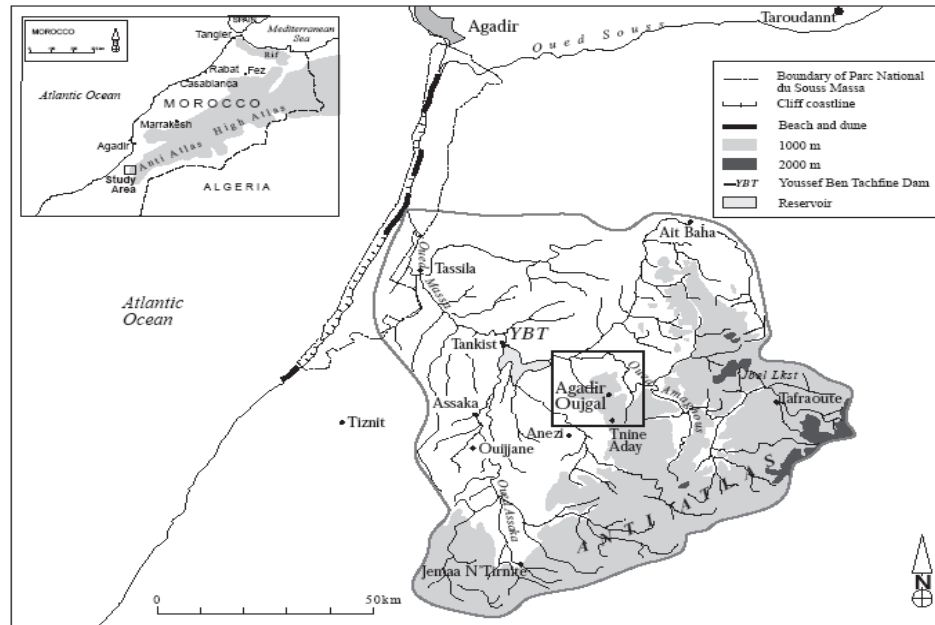 MOROCCO
SPAIN
Tangier
Mediterranean
Sea
Rif
Rabat
Fez
Casablanca
Atlantic Ocean
MOROCCO
Marrakesh
High Atlas
Anti Atlas
Agadir
Study
Area
ALGERIA
Agadir
Taroudannt
Oued Souss
Boundary of Parc National
du Souss Massa
Cliff coastline
Beach and dune
1000 m
2000 m
YBT
Youssef Ben Tachfine Dam
Reservoir
Ait Baha
Oued Massa
Tassila
Atlantic
Ocean
YBT
Tankist
Agadir
Oujgal
Jbel Lkst
Tafraoute
Assaka
Tiznit
Anezi
Tnine
Aday
Ouijjane
Oued Assaka
ANTI ATLAS
Jemaa N'Tirhte
0
50km
N